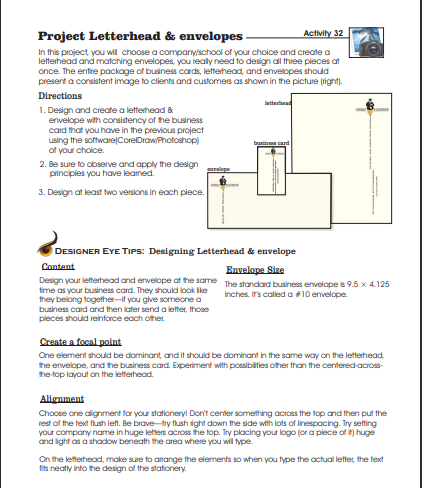 Project Letterhead & envelopes
Activity 32
In this project, you will choose a company/school of your choice and create a
letterhead and matching envelopes, you really need to design all three pieces at
once. The entire package of business cards, letterhead, and envelopes should
present a consistent image to clients and customers as shown in the picture (right).
Directions
1. Design and create a letterhead &
envelope with consistency of the business
card that you have in the previous project
using the software(CorelDraw/Photoshop)
of your choice.
2. Be sure to observe and apply the design
principles you have learned.
3. Design at least two versions in each piece.
letterhead
business card
envelope
DESIGNER EYE TIPS: Designing Letterhead & envelope
Content
Design your letterhead and envelope at the same
time as your business card. They should look like
they belong together—if you give someone a
business card and then later send a letter, those
pieces should reinforce each other.
Envelope Size
The standard business envelope is 9.5 × 4.125
inches. It's called a #10 envelope.
Create a focal point
One element should be dominant, and it should be dominant in the same way on the letterhead,
the envelope, and the business card. Experiment with possibilities other than the centered-across-
the-top layout on the letterhead.
Alignment
Choose one alignment for your stationery! Don't center something across the top and then put the
rest of the text flush left. Be brave—try flush right down the side with lots of linespacing. Try setting
your company name in huge letters across the top. Try placing your logo (or a piece of it) huge
and light as a shadow beneath the area where you will type.
On the letterhead, make sure to arrange the elements so when you type the actual letter, the text
fits neatly into the design of the stationery.